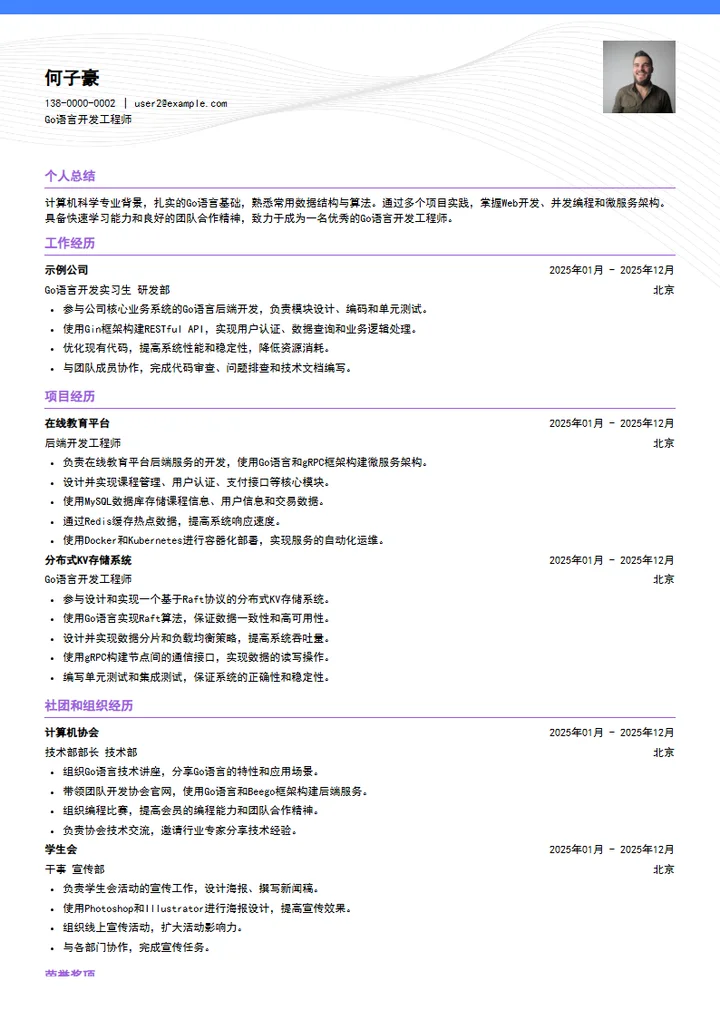 何子豪
138-0000-0002 | user2@example.com
Go语言开发工程师
个人总结
计算机科学专业背景，扎实的Go语言基础，熟悉常用数据结构与算法。通过多个项目实践，掌握Web开发、并发编程和微服务架构。
具备快速学习能力和良好的团队合作精神，致力于成为一名优秀的Go语言开发工程师。
工作经历
示例公司 2025年01月 - 2025年12月
Go语言开发实习生 研发部 北京
• 参与公司核心业务系统的Go语言后端开发，负责模块设计、编码和单元测试。
• 使用Gin框架构建RESTful API，实现用户认证、数据查询和业务逻辑处理。
• 优化现有代码，提高系统性能和稳定性，降低资源消耗。
• 与团队成员协作，完成代码审查、问题排查和技术文档编写。
项目经历
在线教育平台 2025年01月 - 2025年12月
后端开发工程师 北京
• 负责在线教育平台后端服务的开发，使用Go语言和gRPC框架构建微服务架构。
• 设计并实现课程管理、用户认证、支付接口等核心模块。
• 使用MySQL数据库存储课程信息、用户信息和交易数据。
• 通过Redis缓存热点数据，提高系统响应速度。
• 使用Docker和Kubernetes进行容器化部署，实现服务的自动化运维。
分布式KV存储系统 2025年01月 - 2025年12月
Go语言开发工程师 北京
• 参与设计和实现一个基于Raft协议的分布式KV存储系统。
• 使用Go语言实现Raft算法，保证数据一致性和高可用性。
• 设计并实现数据分片和负载均衡策略，提高系统吞吐量。
• 使用gRPC构建节点间的通信接口，实现数据的读写操作。
• 编写单元测试和集成测试，保证系统的正确性和稳定性。
社团和组织经历
计算机协会 2025年01月 - 2025年12月
技术部部长 技术部 北京
• 组织Go语言技术讲座，分享Go语言的特性和应用场景。
• 带领团队开发协会官网，使用Go语言和Beego框架构建后端服务。
• 组织编程比赛，提高会员的编程能力和团队合作精神。
• 负责协会技术交流，邀请行业专家分享技术经验。
学生会 2025年01月 - 2025年12月
干事 宣传部 北京
• 负责学生会活动的宣传工作，设计海报、撰写新闻稿。
• 使用Photoshop和Illustrator进行海报设计，提高宣传效果。
• 组织线上宣传活动，扩大活动影响力。
• 与各部门协作，完成宣传任务。
荣誉奖项